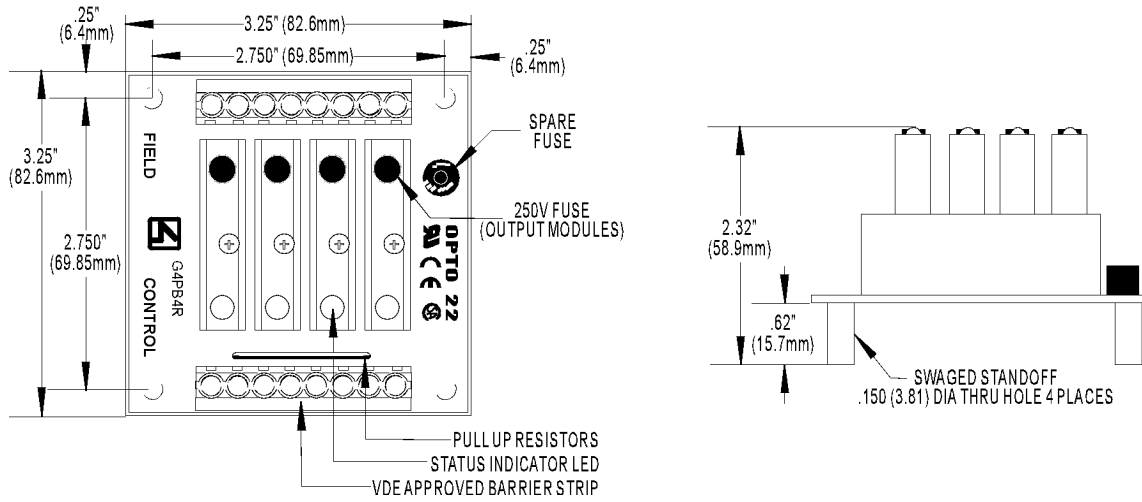 .25"
(6.4mm)
3.25" (82.6mm)
2.750" (69.85mm)
.25"
(6.4mm)
3.25"
(82.6mm)
2.750"
(69.85mm)
FIELD
CONTROL
G4PB4R
OPTO 22
SPARE
FUSE
250V FUSE
(OUTPUT MODULES)
PULL UP RESISTORS
STATUS INDICATOR LED
VDE APPROVED BARRIER STRIP
2.32"
(58.9mm)
.62"
(15.7mm)
SWAGED STANDOFF
.150 (3.81) DIA THRU HOLE 4 PLACES